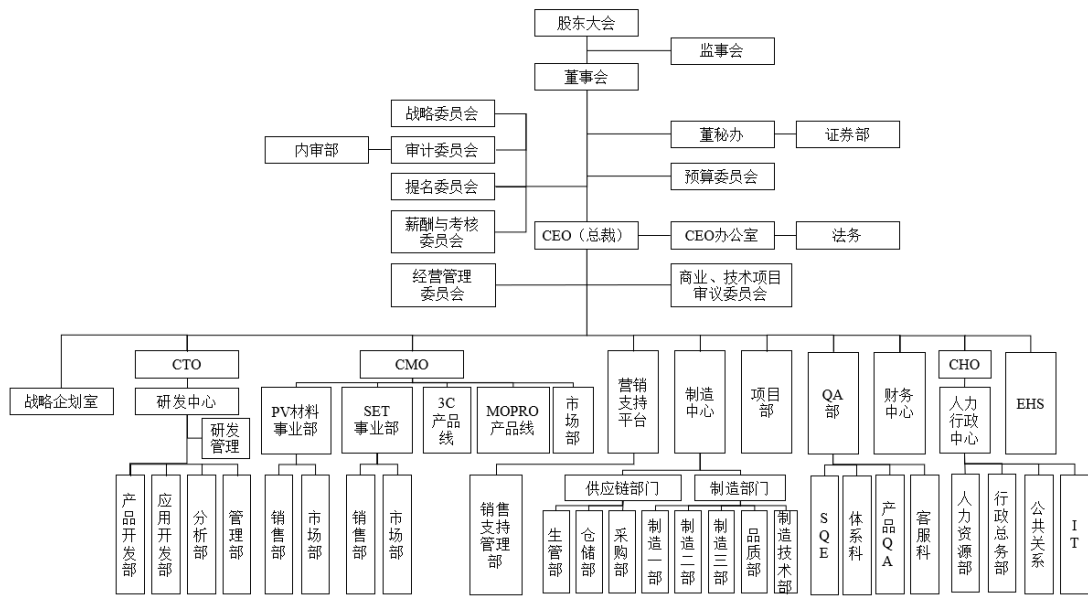 股东大会
监事会
董事会
战略委员会
董秘办
证券部
内审部
审计委员会
提名委员会
预算委员会
薪酬与考核
委员会
CEO（总裁）
CEO办公室
法务
经营管理
委员会
商业、技术项目
审议委员会
CTO
CMO
营销
支持
平台
制造
中心
项目
部
QA
部
财务
中心
CHO
EHS
战略企划室
研发中心
PV材料
事业部
SET
事业部
3C
产品
线
MOPRO
产品线
市
场
部
人力
行政
中心
研发
管理
产品开发部
应用开发部
分析部
管理部
销售部
市场部
销售部
市场部
销售
支持
管理
部
供应链部门
制造部门
生管部
仓储部
采购部
制造一部
制造二部
制造三部
品质部
制造技术部
SQE
体系科
产品QA
客服科
人力资源部
行政总务部
公共关系
IT